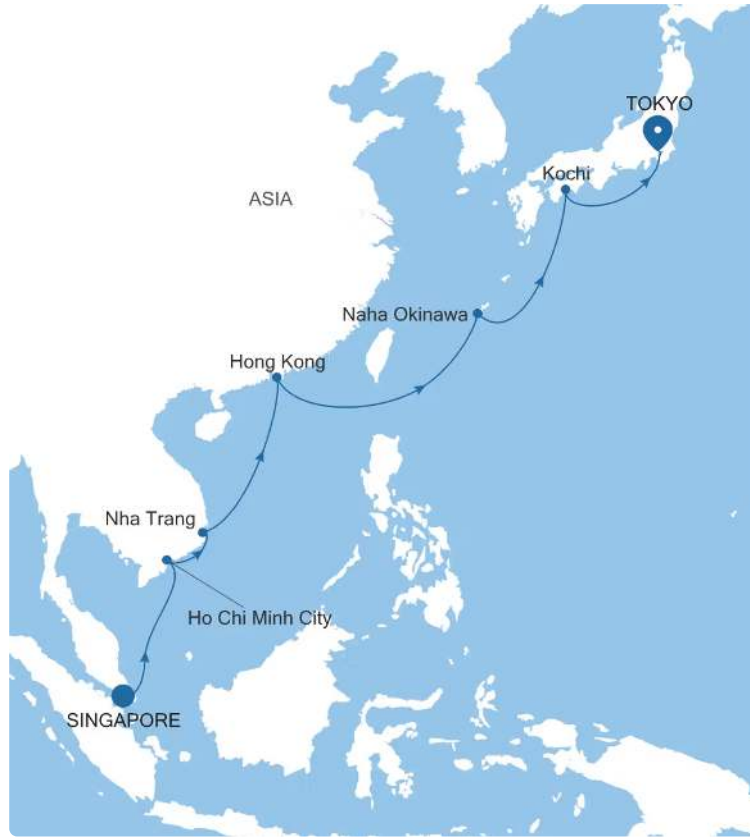 TOKYO
Kochi
ASIA
Naha Okinawa
Hong Kong
Nha Trang
Ho Chi Minh City
SINGAPORE